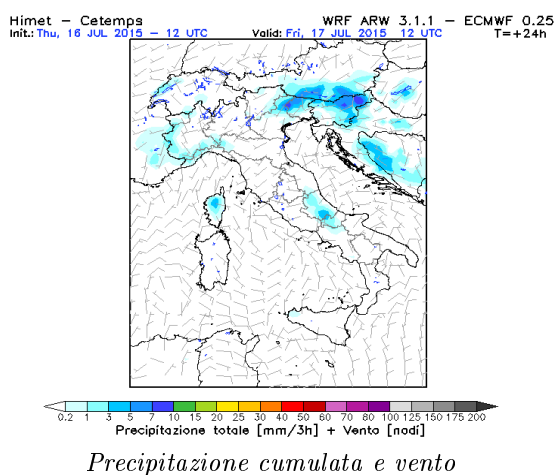 Himet – Cetemps WRF ARW 3.1.1 – ECMWF 0.25
Init.: Thu, 16 JUL 2015 – 12 UTC Valid: Fri, 17 JUL 2015 12 UTC T=+24h
0.2 1 3 5 7 10 15 20 25 30 40 50 60 70 80 100 125 150 175 200
Precipitazione totale [mm/3h] + Vento [nodi]
Precipitazione cumulata e vento